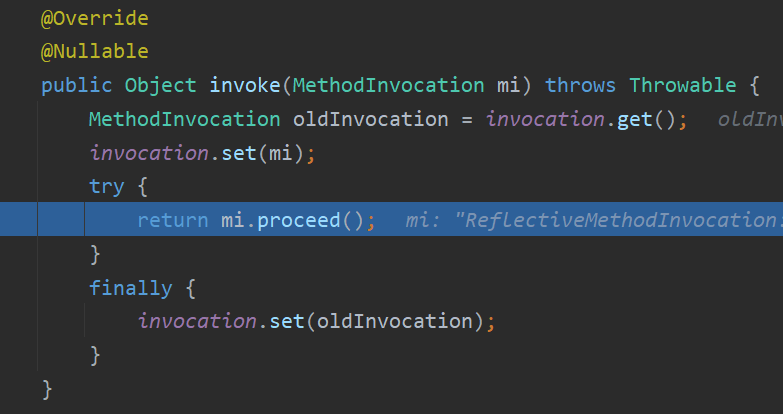 @Override
@Nullable
public Object invoke(MethodInvocation mi) throws Throwable {
MethodInvocation oldInvocation = invocation.get(); oldInv
invocation.set(mi);
try {
return mi.proceed(); mi: "ReflectiveMethodInvocation:
}
finally {
invocation.set(oldInvocation);
}
}